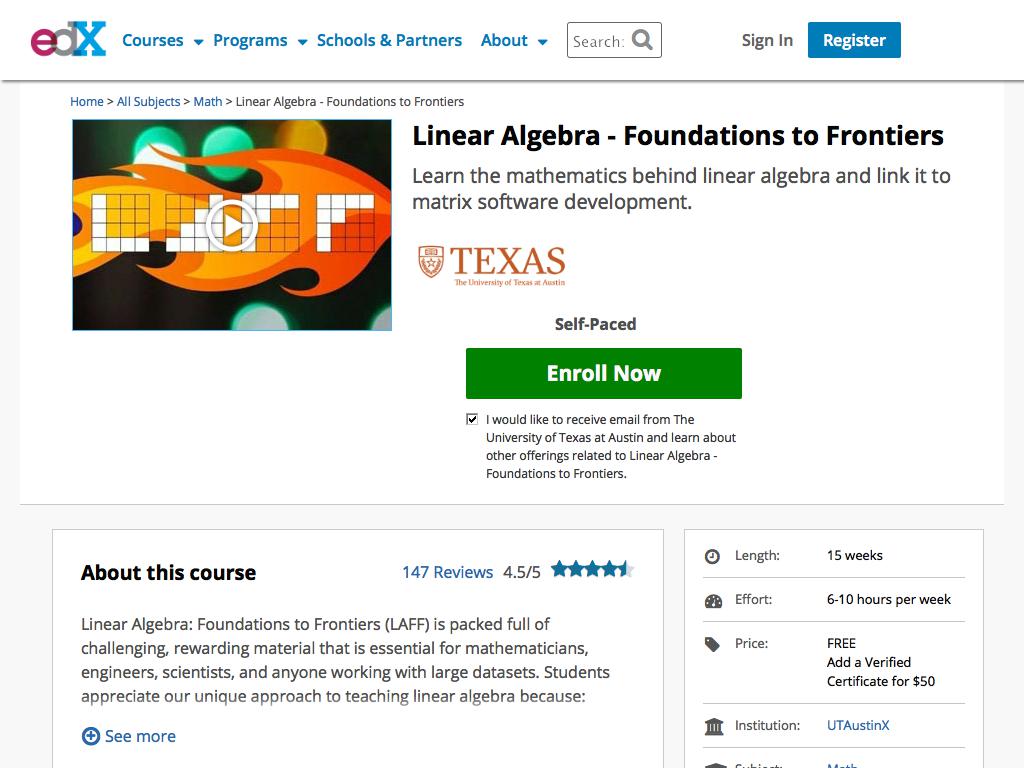 edX
Courses
Programs
Schools & Partners
About
Search:
Sign In
Register
Home > All Subjects > Math > Linear Algebra - Foundations to Frontiers
Linear Algebra - Foundations to Frontiers
Learn the mathematics behind linear algebra and link it to
matrix software development.
TEXAS
The University of Texas at Austin
Self-Paced
Enroll Now
I would like to receive email from The
University of Texas at Austin and learn about
other offerings related to Linear Algebra -
Foundations to Frontiers.
About this course
147 Reviews 4.5/5
Linear Algebra: Foundations to Frontiers (LAFF) is packed full of
challenging, rewarding material that is essential for mathematicians,
engineers, scientists, and anyone working with large datasets. Students
appreciate our unique approach to teaching linear algebra because:
See more
Length: 15 weeks
Effort: 6-10 hours per week
Price: FREE
Add a Verified
Certificate for $50
Institution: UTAustinX
Subject: Math